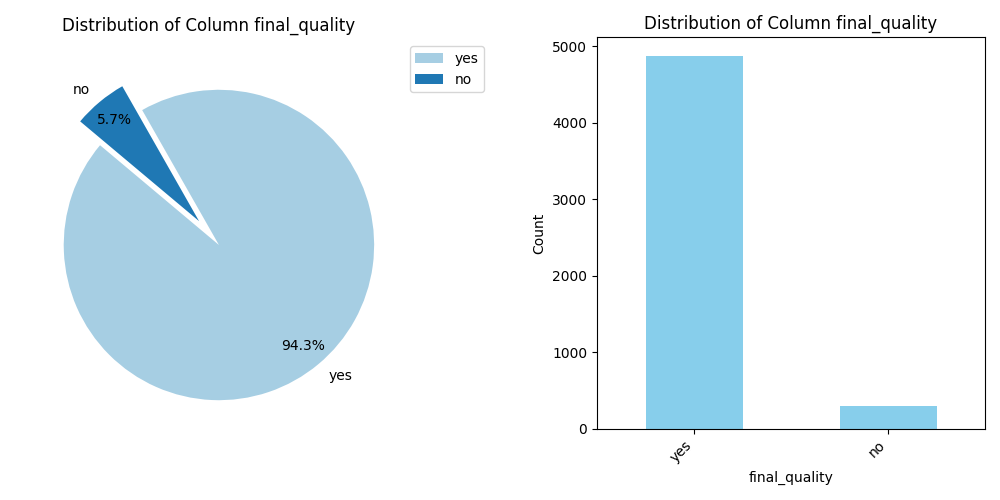 Distribution of Column final_quality
yes
no
no
5.7%
94.3%
yes
Distribution of Column final_quality
5000
4000
3000
2000
1000
0
Count
yes
no
final_quality